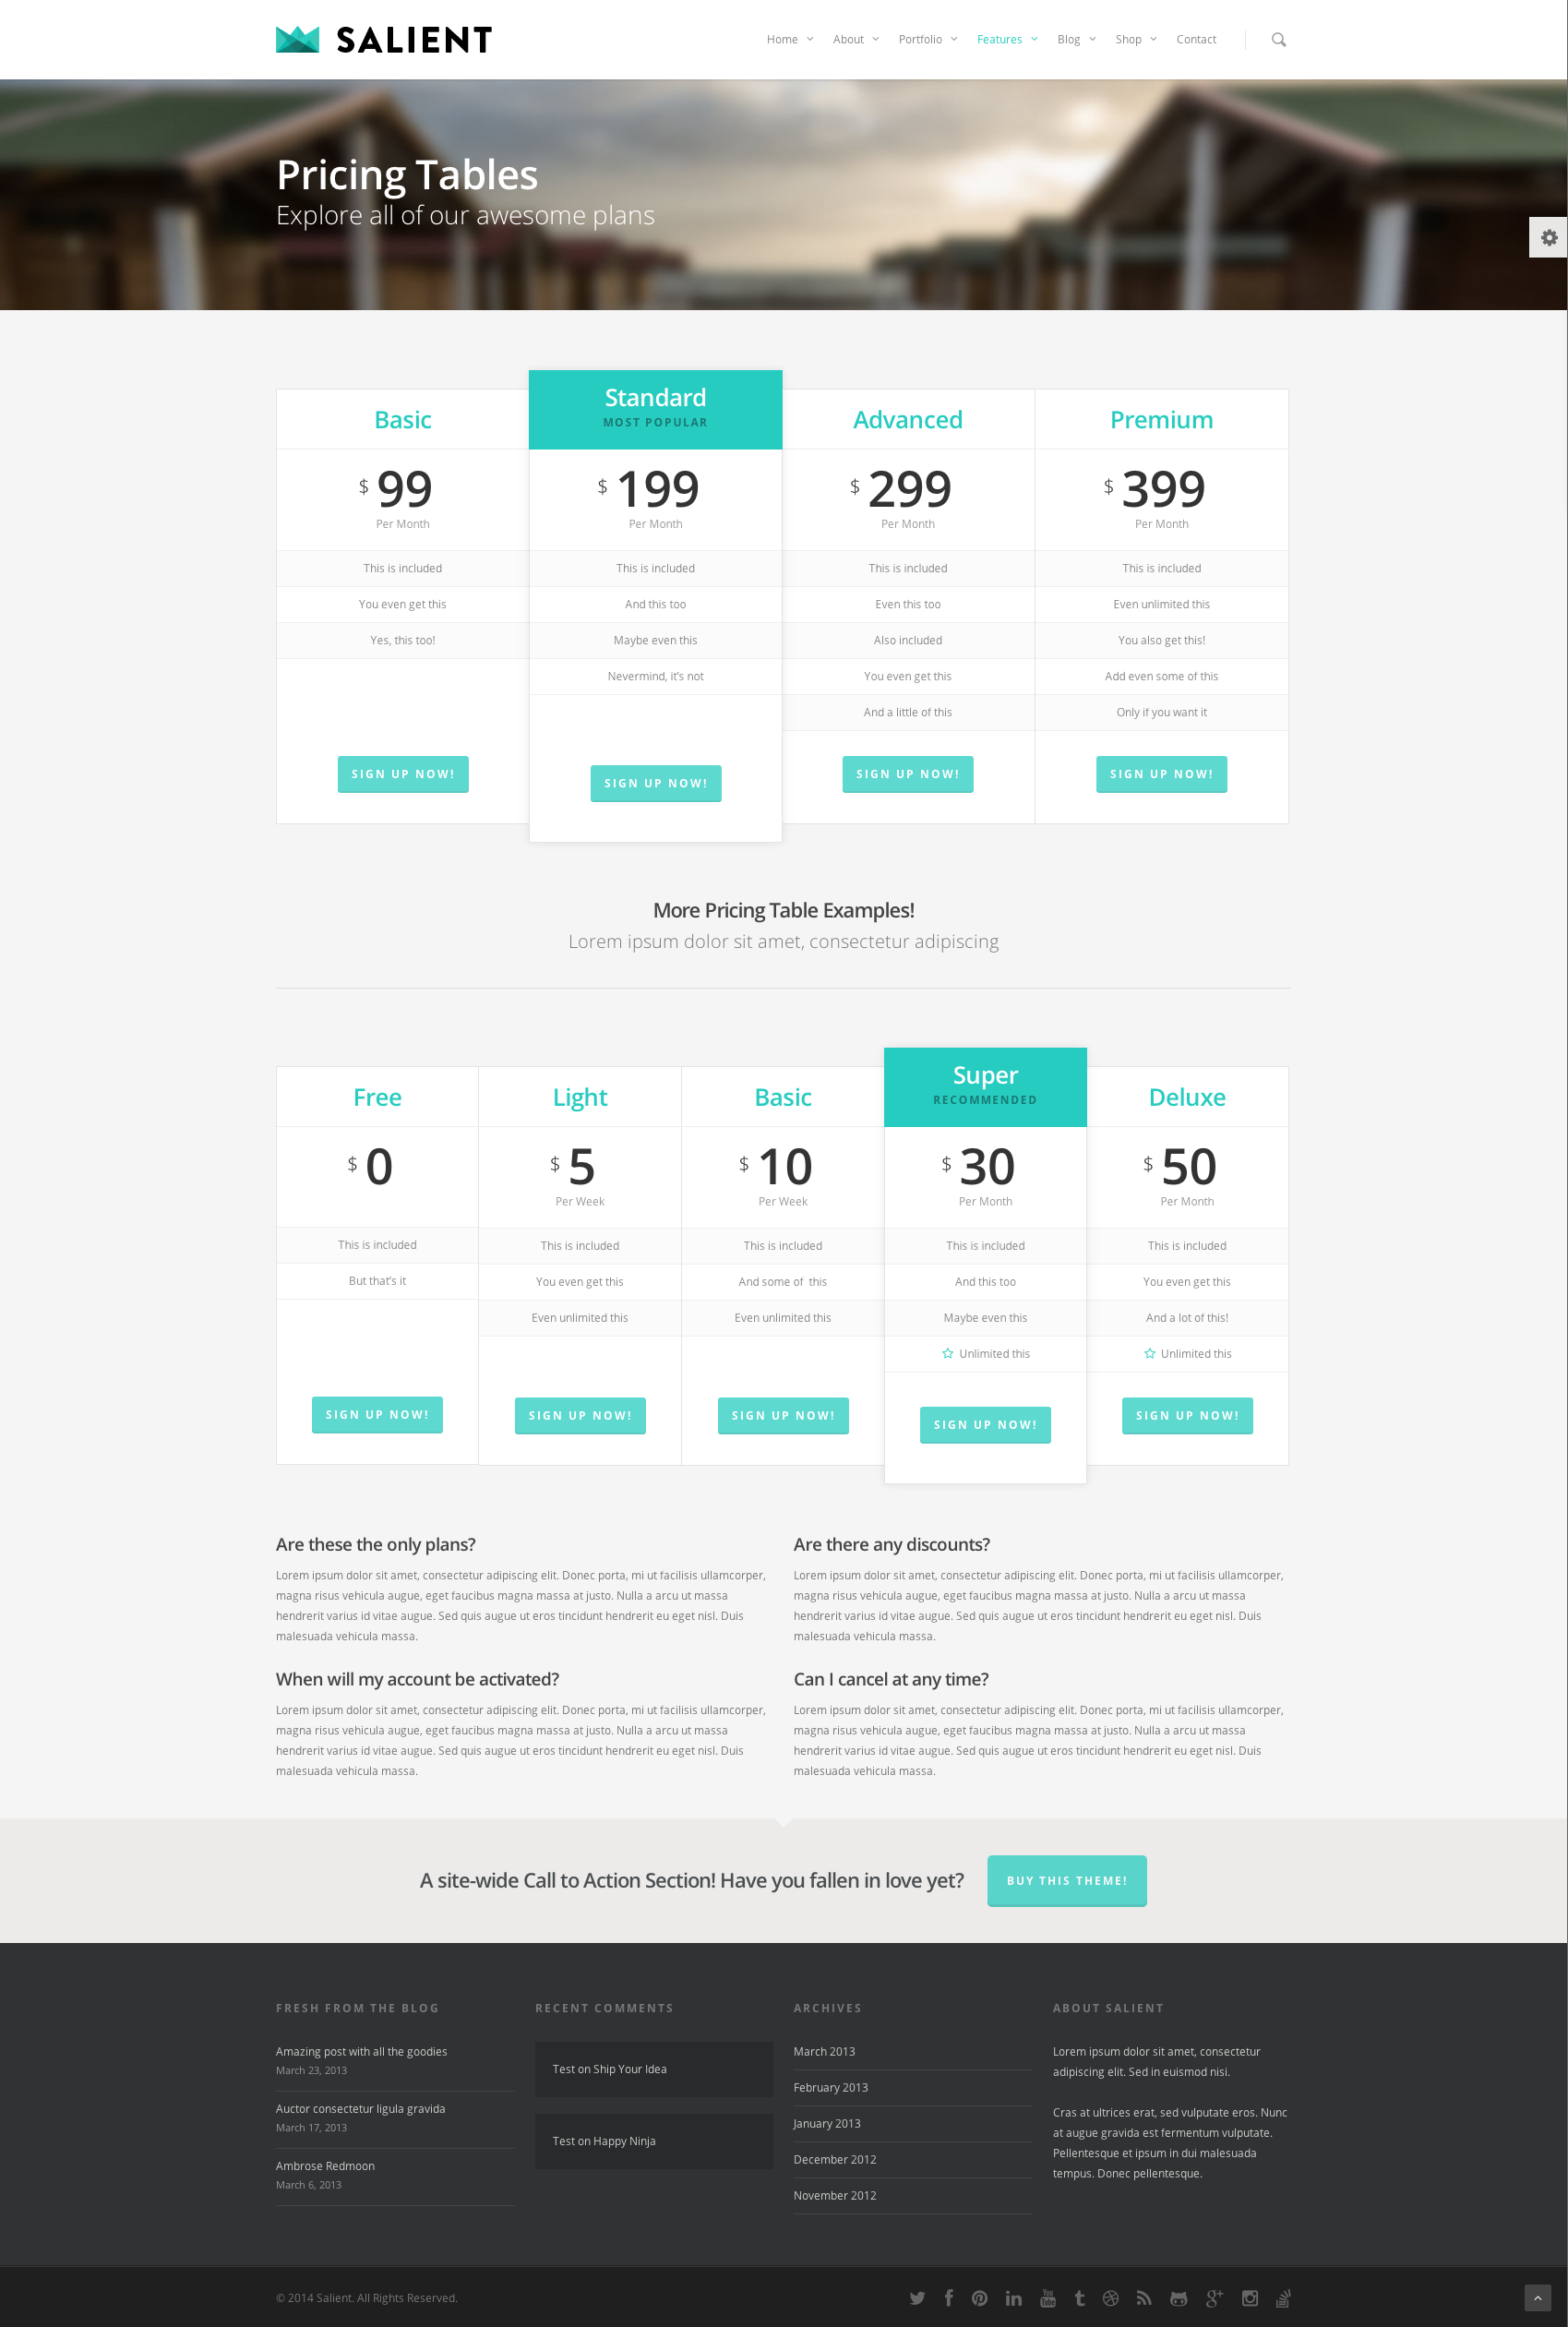 SALIENT
Home About Portfolio Features Blog Shop Contact
Pricing Tables
Explore all of our awesome plans
Basic
$ 99
Per Month
This is included
You even get this
Yes, this too!
SIGN UP NOW!
Standard
MOST POPULAR
$ 199
Per Month
This is included
And this too
Maybe even this
Nevermind, it's not
SIGN UP NOW!
Advanced
$ 299
Per Month
This is included
Even this too
Also included
You even get this
And a little of this
SIGN UP NOW!
Premium
$ 399
Per Month
This is included
Even unlimited this
You also get this!
Add even some of this
Only if you want it
SIGN UP NOW!
More Pricing Table Examples!
Lorem ipsum dolor sit amet, consectetur adipiscing
Free
$ 0
This is included
But that's it
SIGN UP NOW!
Light
$ 5
Per Week
This is included
You even get this
Even unlimited this
SIGN UP NOW!
Basic
$ 10
Per Week
This is included
And some of this
Even unlimited this
SIGN UP NOW!
Super
RECOMMENDED
$ 30
Per Month
This is included
And this too
Maybe even this
Unlimited this
SIGN UP NOW!
Deluxe
$ 50
Per Month
This is included
You even get this
And a lot of this!
Unlimited this
SIGN UP NOW!
Are these the only plans?
Lorem ipsum dolor sit amet, consectetur adipiscing elit. Donec porta, mi ut facilisis ullamcorper,
magna risus vehicula augue, eget faucibus magna massa at justo. Nulla a arcu ut massa
hendrerit varius id vitae augue. Sed quis augue ut eros tincidunt hendrerit eu eget nisl. Duis
malesuada vehicula massa.
Are there any discounts?
Lorem ipsum dolor sit amet, consectetur adipiscing elit. Donec porta, mi ut facilisis ullamcorper,
magna risus vehicula augue, eget faucibus magna massa at justo. Nulla a arcu ut massa
hendrerit varius id vitae augue. Sed quis augue ut eros tincidunt hendrerit eu eget nisl. Duis
malesuada vehicula massa.
When will my account be activated?
Lorem ipsum dolor sit amet, consectetur adipiscing elit. Donec porta, mi ut facilisis ullamcorper,
magna risus vehicula augue, eget faucibus magna massa at justo. Nulla a arcu ut massa
hendrerit varius id vitae augue. Sed quis augue ut eros tincidunt hendrerit eu eget nisl. Duis
malesuada vehicula massa.
Can I cancel at any time?
Lorem ipsum dolor sit amet, consectetur adipiscing elit. Donec porta, mi ut facilisis ullamcorper,
magna risus vehicula augue, eget faucibus magna massa at justo. Nulla a arcu ut massa
hendrerit varius id vitae augue. Sed quis augue ut eros tincidunt hendrerit eu eget nisl. Duis
malesuada vehicula massa.
A site-wide Call to Action Section! Have you fallen in love yet?
BUY THIS THEME!
FRESH FROM THE BLOG
Amazing post with all the goodies
March 23, 2013
Auctor consectetur ligula gravida
March 17, 2013
Ambrose Redmoon
March 6, 2013
RECENT COMMENTS
Test on Ship Your Idea
Test on Happy Ninja
ARCHIVES
March 2013
February 2013
January 2013
December 2012
November 2012
ABOUT SALIENT
Lorem ipsum dolor sit amet, consectetur
adipiscing elit. Sed in euismod nisi.
Cras at ultrices erat, sed vulputate eros. Nunc
at augue gravida est fermentum vulputate.
Pellentesque et ipsum in dui malesuada
tempus. Donec pellentesque.
© 2014 Salient. All Rights Reserved.